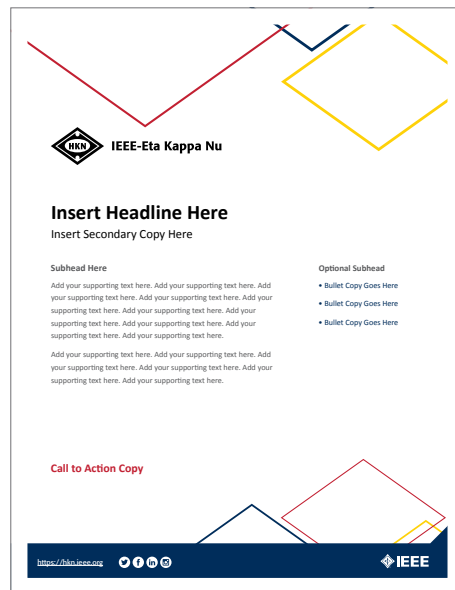 HKN IEEE-Eta Kappa Nu
Insert Headline Here
Insert Secondary Copy Here
Subhead Here
Add your supporting text here. Add your supporting text here. Add
your supporting text here. Add your supporting text here. Add your
supporting text here. Add your supporting text here. Add your
supporting text here. Add your supporting text here. Add your
supporting text here. Add your supporting text here.
Add your supporting text here. Add your supporting text here. Add
your supporting text here. Add your supporting text here. Add your
supporting text here. Add your supporting text here.
Optional Subhead
• Bullet Copy Goes Here
• Bullet Copy Goes Here
• Bullet Copy Goes Here
Call to Action Copy
https://hkn.ieee.org
IEEE